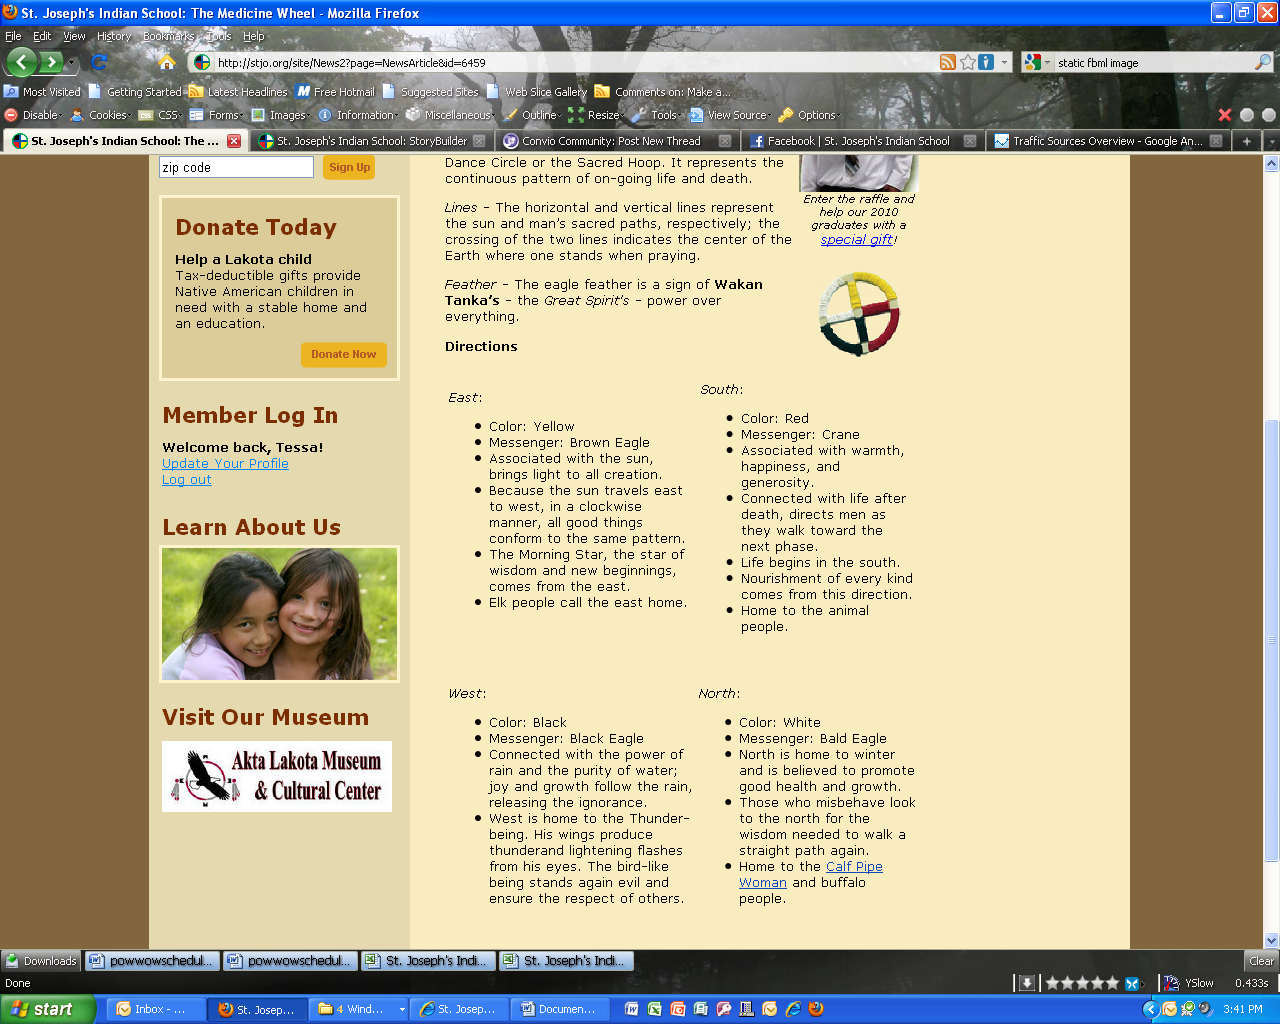 St. Joseph's Indian School: The Medicine Wheel - Mozilla Firefox
File Edit View History Bookmarks Tools Help
http://stjo.org/site/News2?page=NewsArticle&id=6459
static fbml image
Most Visited Getting Started Latest Headlines Free Hotmail Suggested Sites Web Slice Gallery Comments on: Make a...
Disable Cookies CSS Forms Images Information Miscellaneous Outline Resize Tools View Source Options
St. Joseph's Indian School: The ... St. Joseph's Indian School: StoryBuilder Convio Community: Post New Thread Facebook | St. Joseph's Indian School Traffic Sources Overview - Google An...
zip code
Sign Up
Donate Today
Help a Lakota child
Tax-deductible gifts provide
Native American children in
need with a stable home and
an education.
Donate Now
Member Log In
Welcome back, Tessa!
Update Your Profile
Log out
Learn About Us
Visit Our Museum
Akta Lakota Museum
& Cultural Center
Dance Circle or the Sacred Hoop. It represents the
continuous pattern of on-going life and death.
Lines - The horizontal and vertical lines represent
the sun and man's sacred paths, respectively; the
crossing of the two lines indicates the center of the
Earth where one stands when praying.
Feather - The eagle feather is a sign of Wakan
Tanka's - the Great Spirit's - power over
everything.
Enter the raffle and
help our 2010
graduates with a
special gift!
Directions
East:
Color: Yellow
Messenger: Brown Eagle
Associated with the sun,
brings light to all creation.
Because the sun travels east
to west, in a clockwise
manner, all good things
conform to the same pattern.
The Morning Star, the star of
wisdom and new beginnings,
comes from the east.
Elk people call the east home.
South:
Color: Red
Messenger: Crane
Associated with warmth,
happiness, and
generosity.
Connected with life after
death, directs men as
they walk toward the
next phase.
Life begins in the south.
Nourishment of every kind
comes from this direction.
Home to the animal
people.
West:
Color: Black
Messenger: Black Eagle
Connected with the power of
rain and the purity of water;
joy and growth follow the rain,
releasing the ignorance.
West is home to the Thunder-
being. His wings produce
thunderand lightening flashes
from his eyes. The bird-like
being stands again evil and
ensure the respect of others.
North:
Color: White
Messenger: Bald Eagle
North is home to winter
and is believed to promote
good health and growth.
Those who misbehave look
to the north for the
wisdom needed to walk a
straight path again.
Home to the Calf Pipe
Woman and buffalo
people.
Downloads powwowschedul... powwowschedul... St. Joseph's Indi... St. Joseph's Indi... Clear
Done YSlow 0.433s
start Inbox - ... St. Josep... 4 Wind... St. Josep... Documen... 3:41 PM